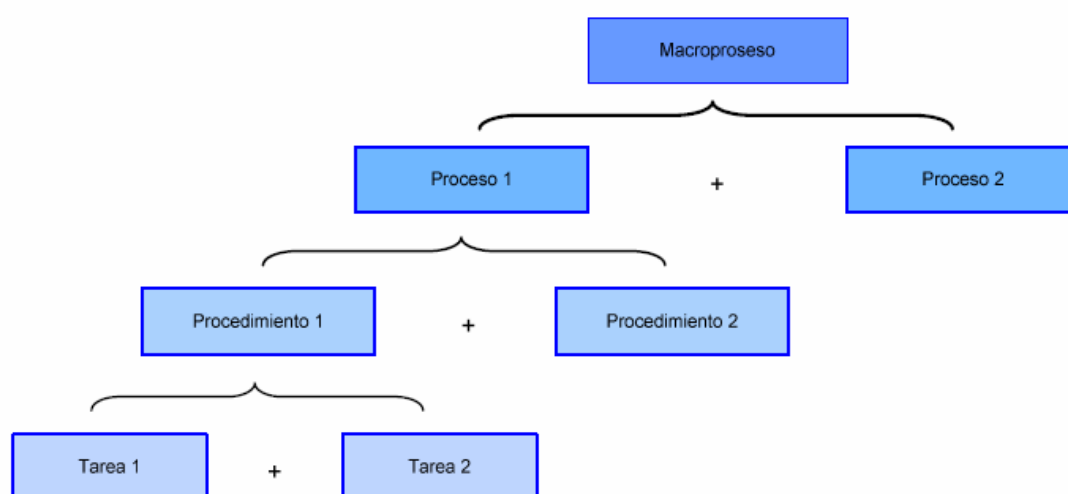 Macroproseso
Proceso 1
+
Proceso 2
Procedimiento 1
+
Procedimiento 2
Tarea 1
+
Tarea 2